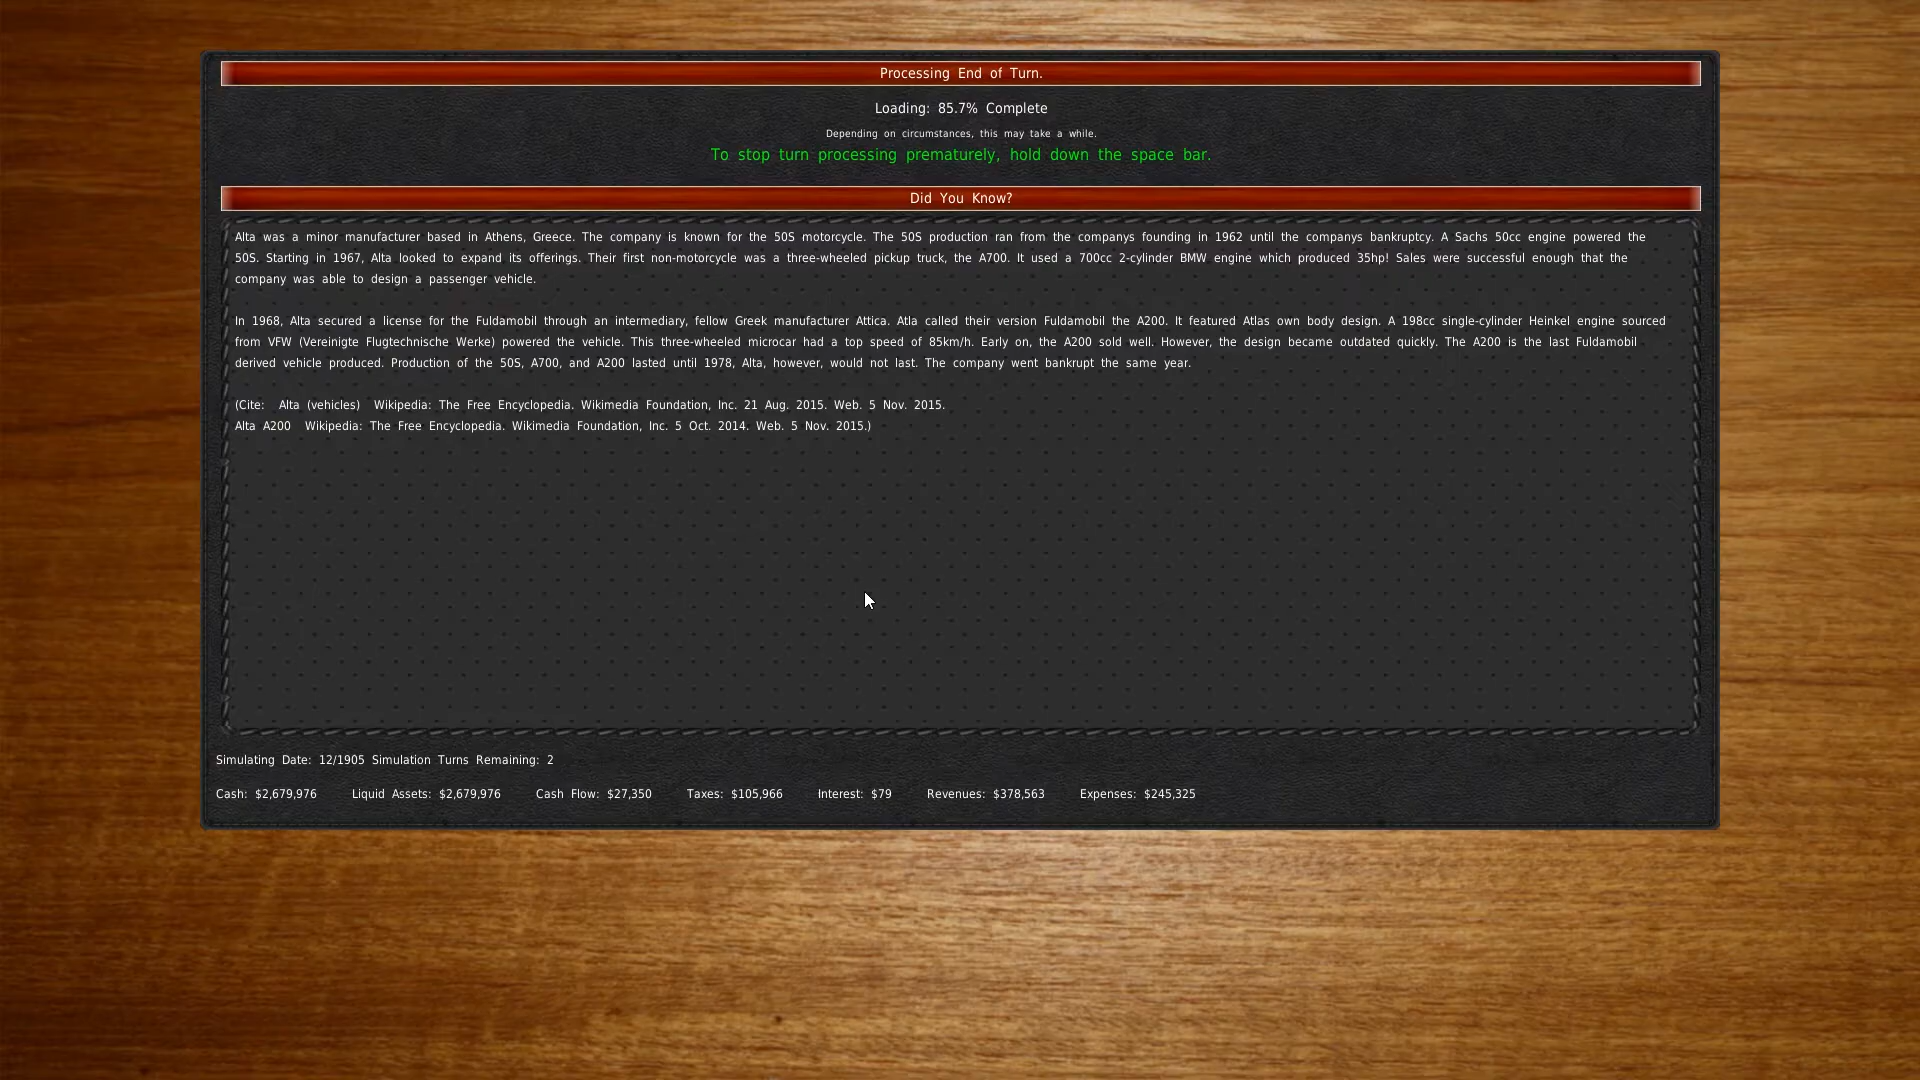 Processing End of Turn.
Loading: 85.7% Complete
Depending on circumstances, this may take a while.
To stop turn processing prematurely, hold down the space bar.
Did You Know?
Alta was a minor manufacturer based in Athens, Greece. The company is known for the 50S motorcycle. The 50S production ran from the companys founding in 1962 until the companys bankruptcy. A Sachs 50cc engine powered the
50S. Starting in 1967, Alta looked to expand its offerings. Their first non-motorcycle was a three-wheeled pickup truck, the A700. It used a 700cc 2-cylinder BMW engine which produced 35hp! Sales were successful enough that the
company was able to design a passenger vehicle.
In 1968, Alta secured a license for the Fuldamobil through an intermediary, fellow Greek manufacturer Attica. Atla called their version Fuldamobil the A200. It featured Atlas own body design. A 198cc single-cylinder Heinkel engine sourced
from VFW (Vereinigte Flugtechnische Werke) powered the vehicle. This three-wheeled microcar had a top speed of 85km/h. Early on, the A200 sold well. However, the design became outdated quickly. The A200 is the last Fuldamobil
derived vehicle produced. Production of the 50S, A700, and A200 lasted until 1978, Alta, however, would not last. The company went bankrupt the same year.
(Cite: Alta (vehicles) Wikipedia: The Free Encyclopedia. Wikimedia Foundation, Inc. 21 Aug. 2015. Web. 5 Nov. 2015.
Alta A200 Wikipedia: The Free Encyclopedia. Wikimedia Foundation, Inc. 5 Oct. 2014. Web. 5 Nov. 2015.)
Simulating Date: 12/1905 Simulation Turns Remaining: 2
Cash: $2,679,976 Liquid Assets: $2,679,976 Cash Flow: $27,350 Taxes: $105,966 Interest: $79 Revenues: $378,563 Expenses: $245,325